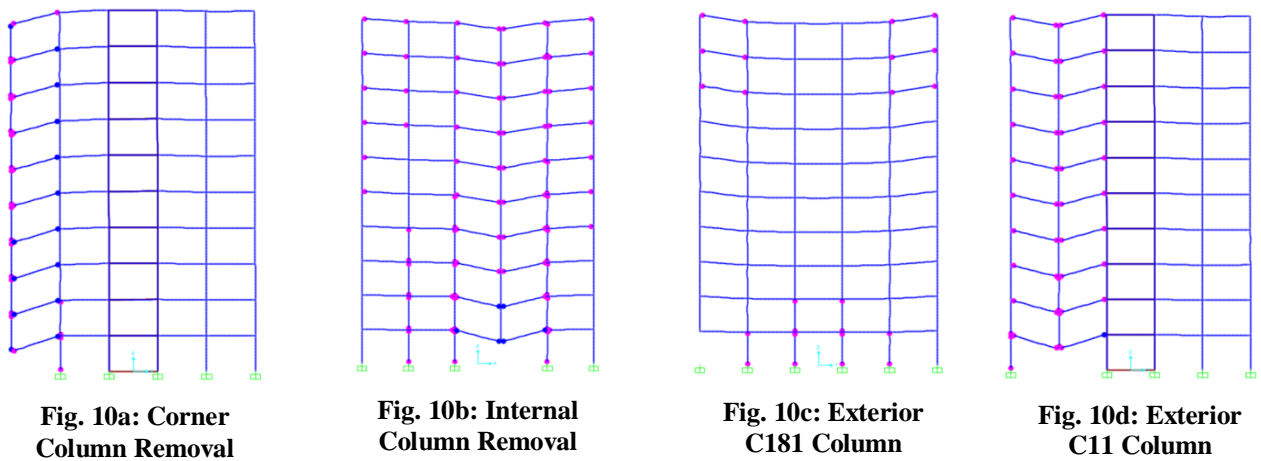 Fig. 10a: Corner
Column Removal
Fig. 10b: Internal
Column Removal
Fig. 10c: Exterior
C181 Column
Fig. 10d: Exterior
C11 Column